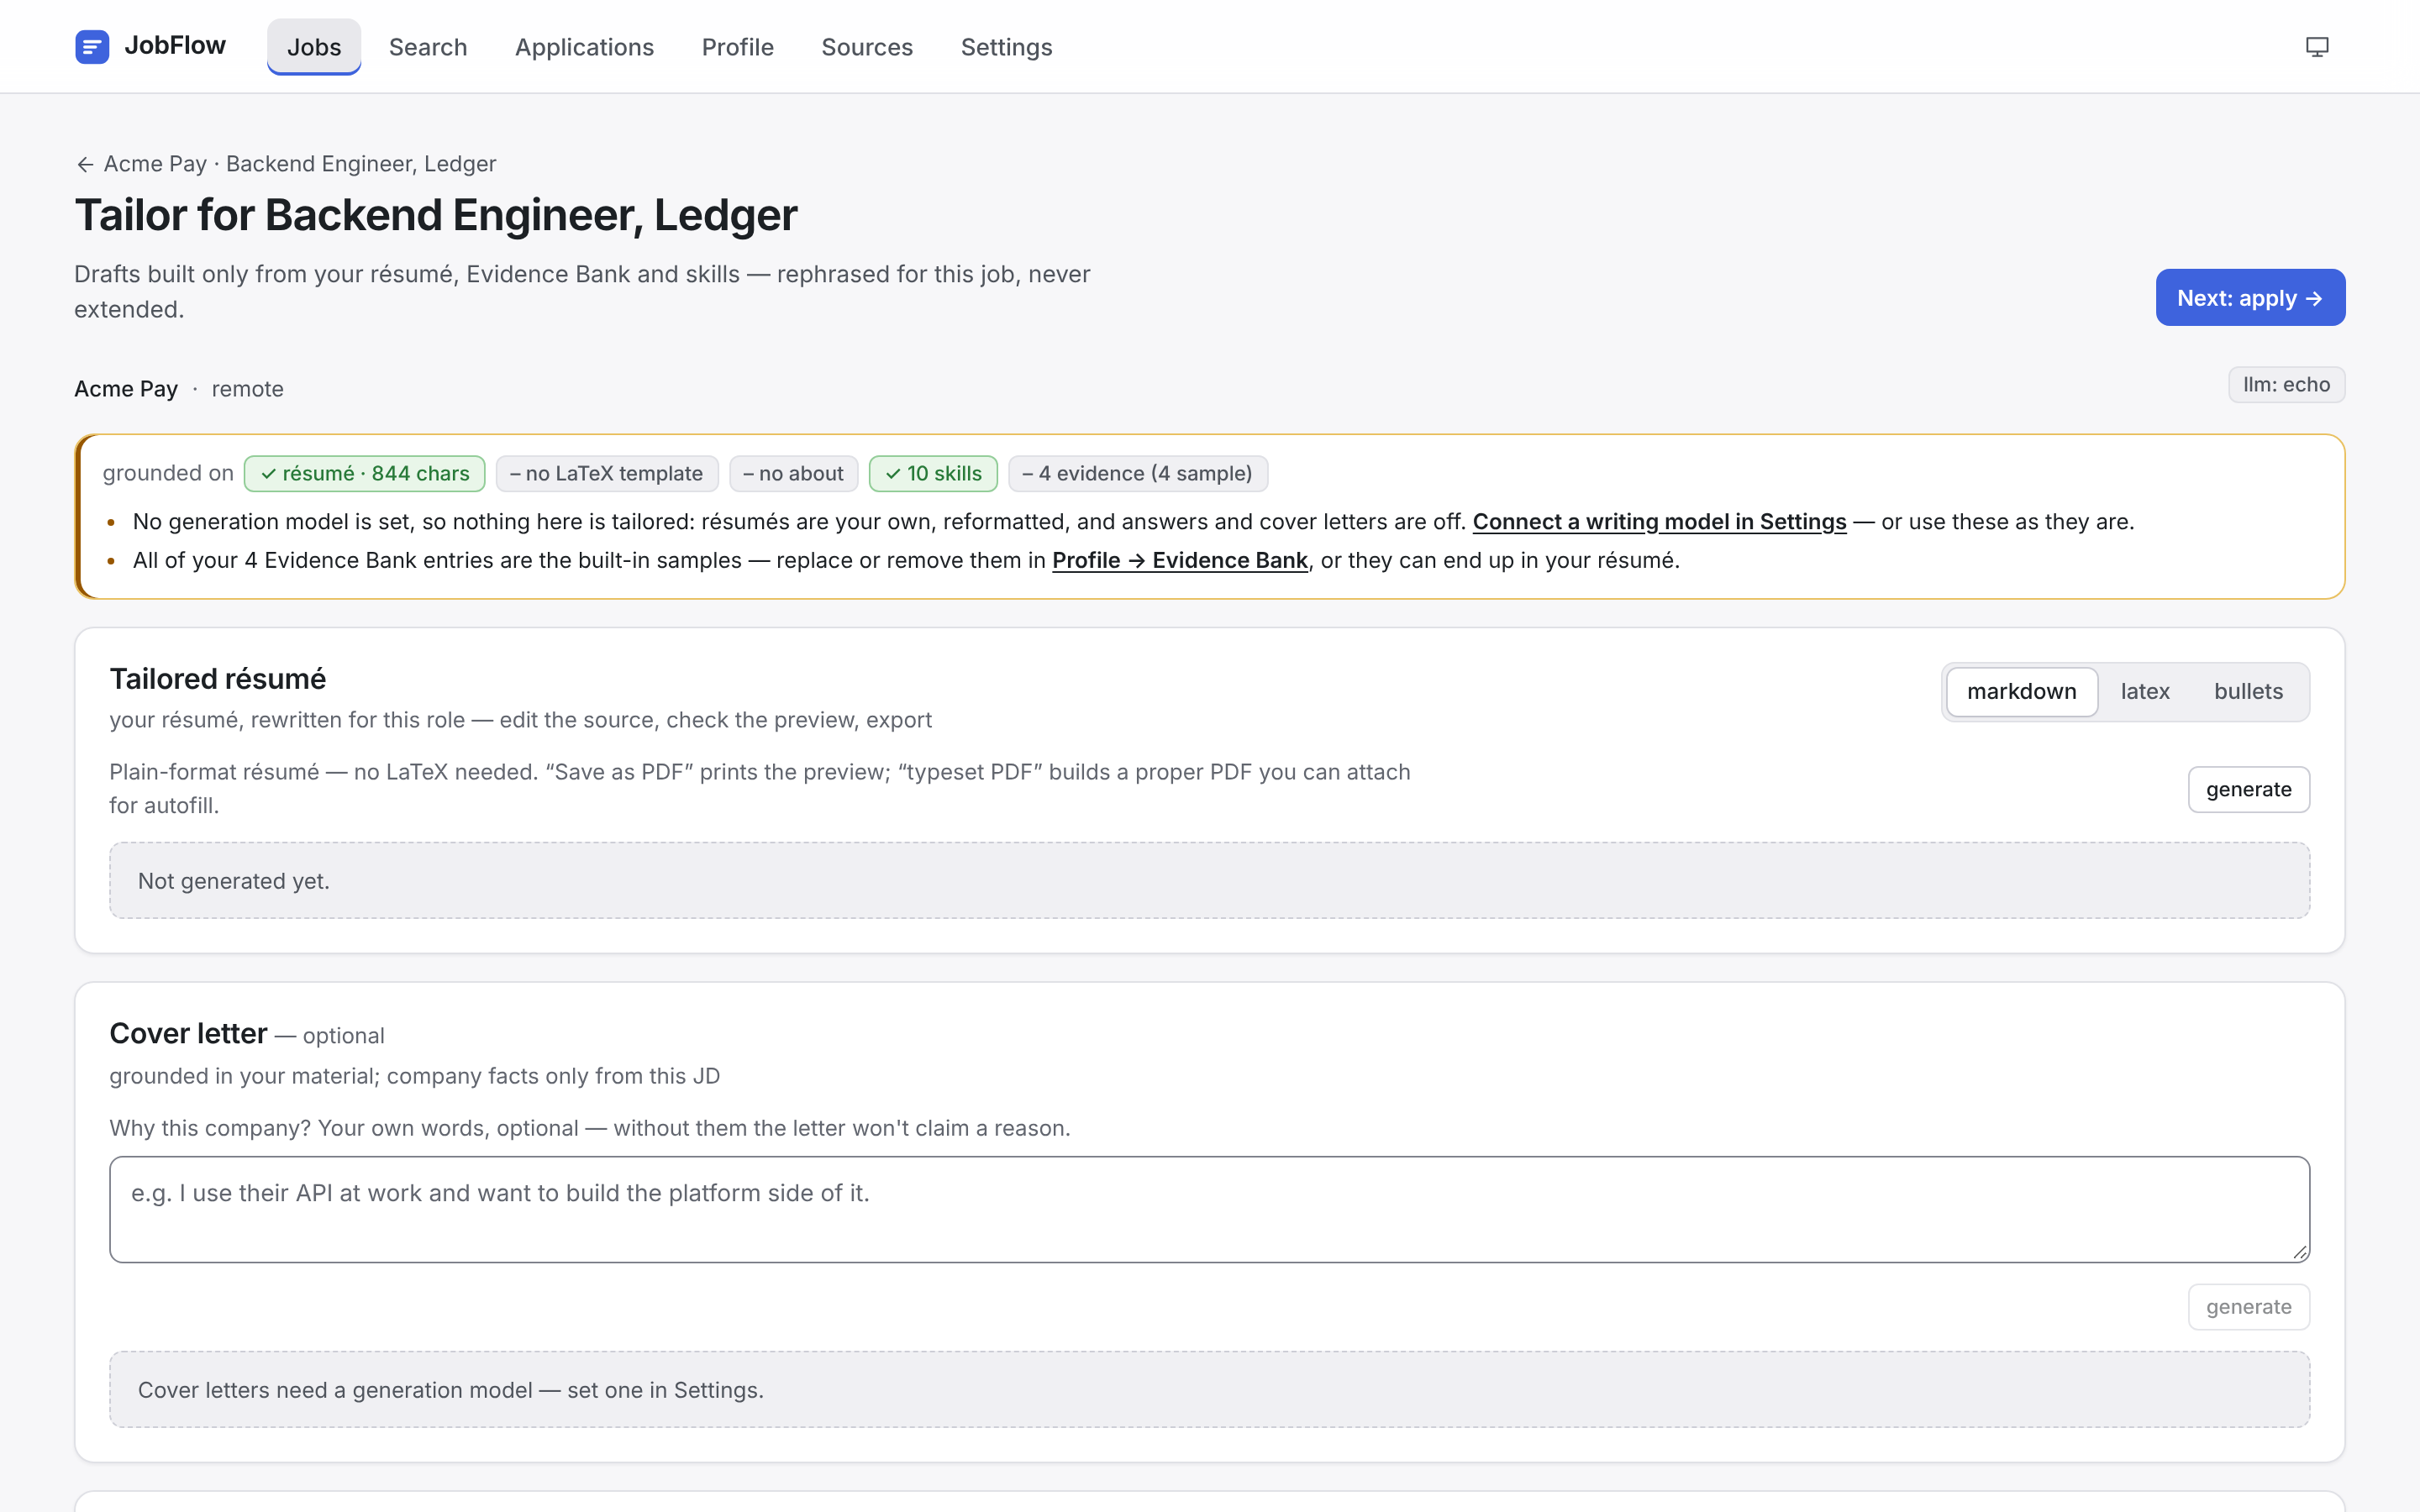 JobFlow
Jobs
Search
Applications
Profile
Sources
Settings
← Acme Pay · Backend Engineer, Ledger
Tailor for Backend Engineer, Ledger
Drafts built only from your résumé, Evidence Bank and skills — rephrased for this job, never
extended.
Next: apply →
Acme Pay · remote
llm: echo
grounded on ✓ résumé · 844 chars – no LaTeX template – no about ✓ 10 skills – 4 evidence (4 sample)
• No generation model is set, so nothing here is tailored: résumés are your own, reformatted, and answers and cover letters are off. Connect a writing model in Settings — or use these as they are.
• All of your 4 Evidence Bank entries are the built-in samples — replace or remove them in Profile → Evidence Bank, or they can end up in your résumé.
Tailored résumé
markdown latex bullets
your résumé, rewritten for this role — edit the source, check the preview, export
Plain-format résumé — no LaTeX needed. “Save as PDF” prints the preview; “typeset PDF” builds a proper PDF you can attach
for autofill.
generate
Not generated yet.
Cover letter — optional
grounded in your material; company facts only from this JD
Why this company? Your own words, optional — without them the letter won't claim a reason.
e.g. I use their API at work and want to build the platform side of it.
generate
Cover letters need a generation model — set one in Settings.